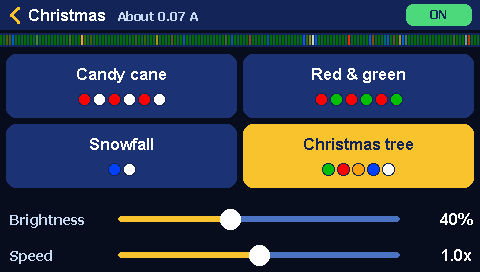 Christmas About 0.07 A ON
Candy cane Red & green
Snowfall Christmas tree
Brightness 40%
Speed 1.0x